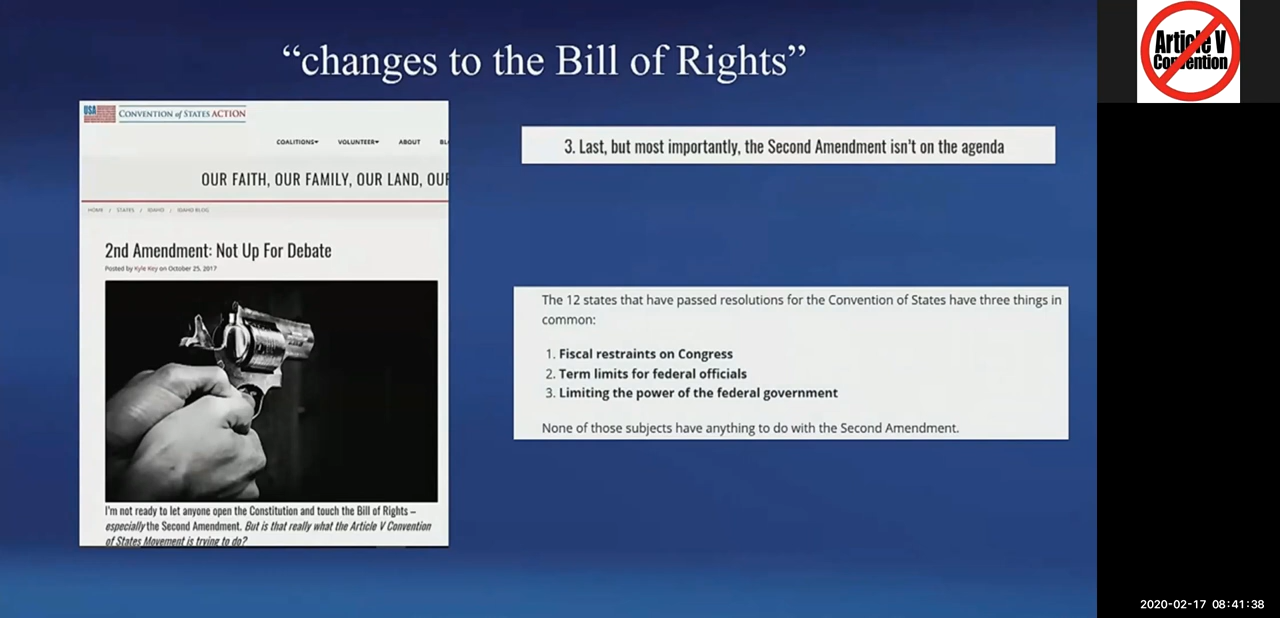 “changes to the Bill of Rights”
USA CONVENTION of STATES ACTION
COALITIONS VOLUNTEER ABOUT BL
OUR FAITH, OUR FAMILY, OUR LAND, OUR
HOME / STATES / IDAHO / IDAHO BLOG
2nd Amendment: Not Up For Debate
Posted by Kyle Key on October 25, 2017
I'm not ready to let anyone open the Constitution and touch the Bill of Rights –
especially the Second Amendment. But is that really what the Article V Convention
of States Movement is trying to do?
3. Last, but most importantly, the Second Amendment isn't on the agenda
The 12 states that have passed resolutions for the Convention of States have three things in
common:
1. Fiscal restraints on Congress
2. Term limits for federal officials
3. Limiting the power of the federal government
None of those subjects have anything to do with the Second Amendment.
Article V
Convention
2020-02-17 08:41:38